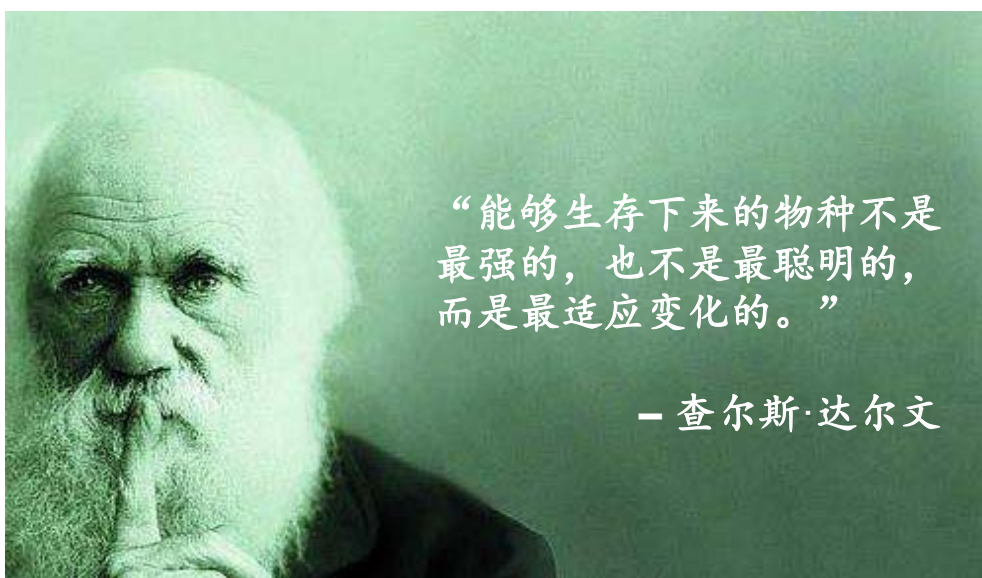 “能够生存下来的物种不是
最强的，也不是最聪明的，
而是最适应变化的。”
– 查尔斯·达尔文